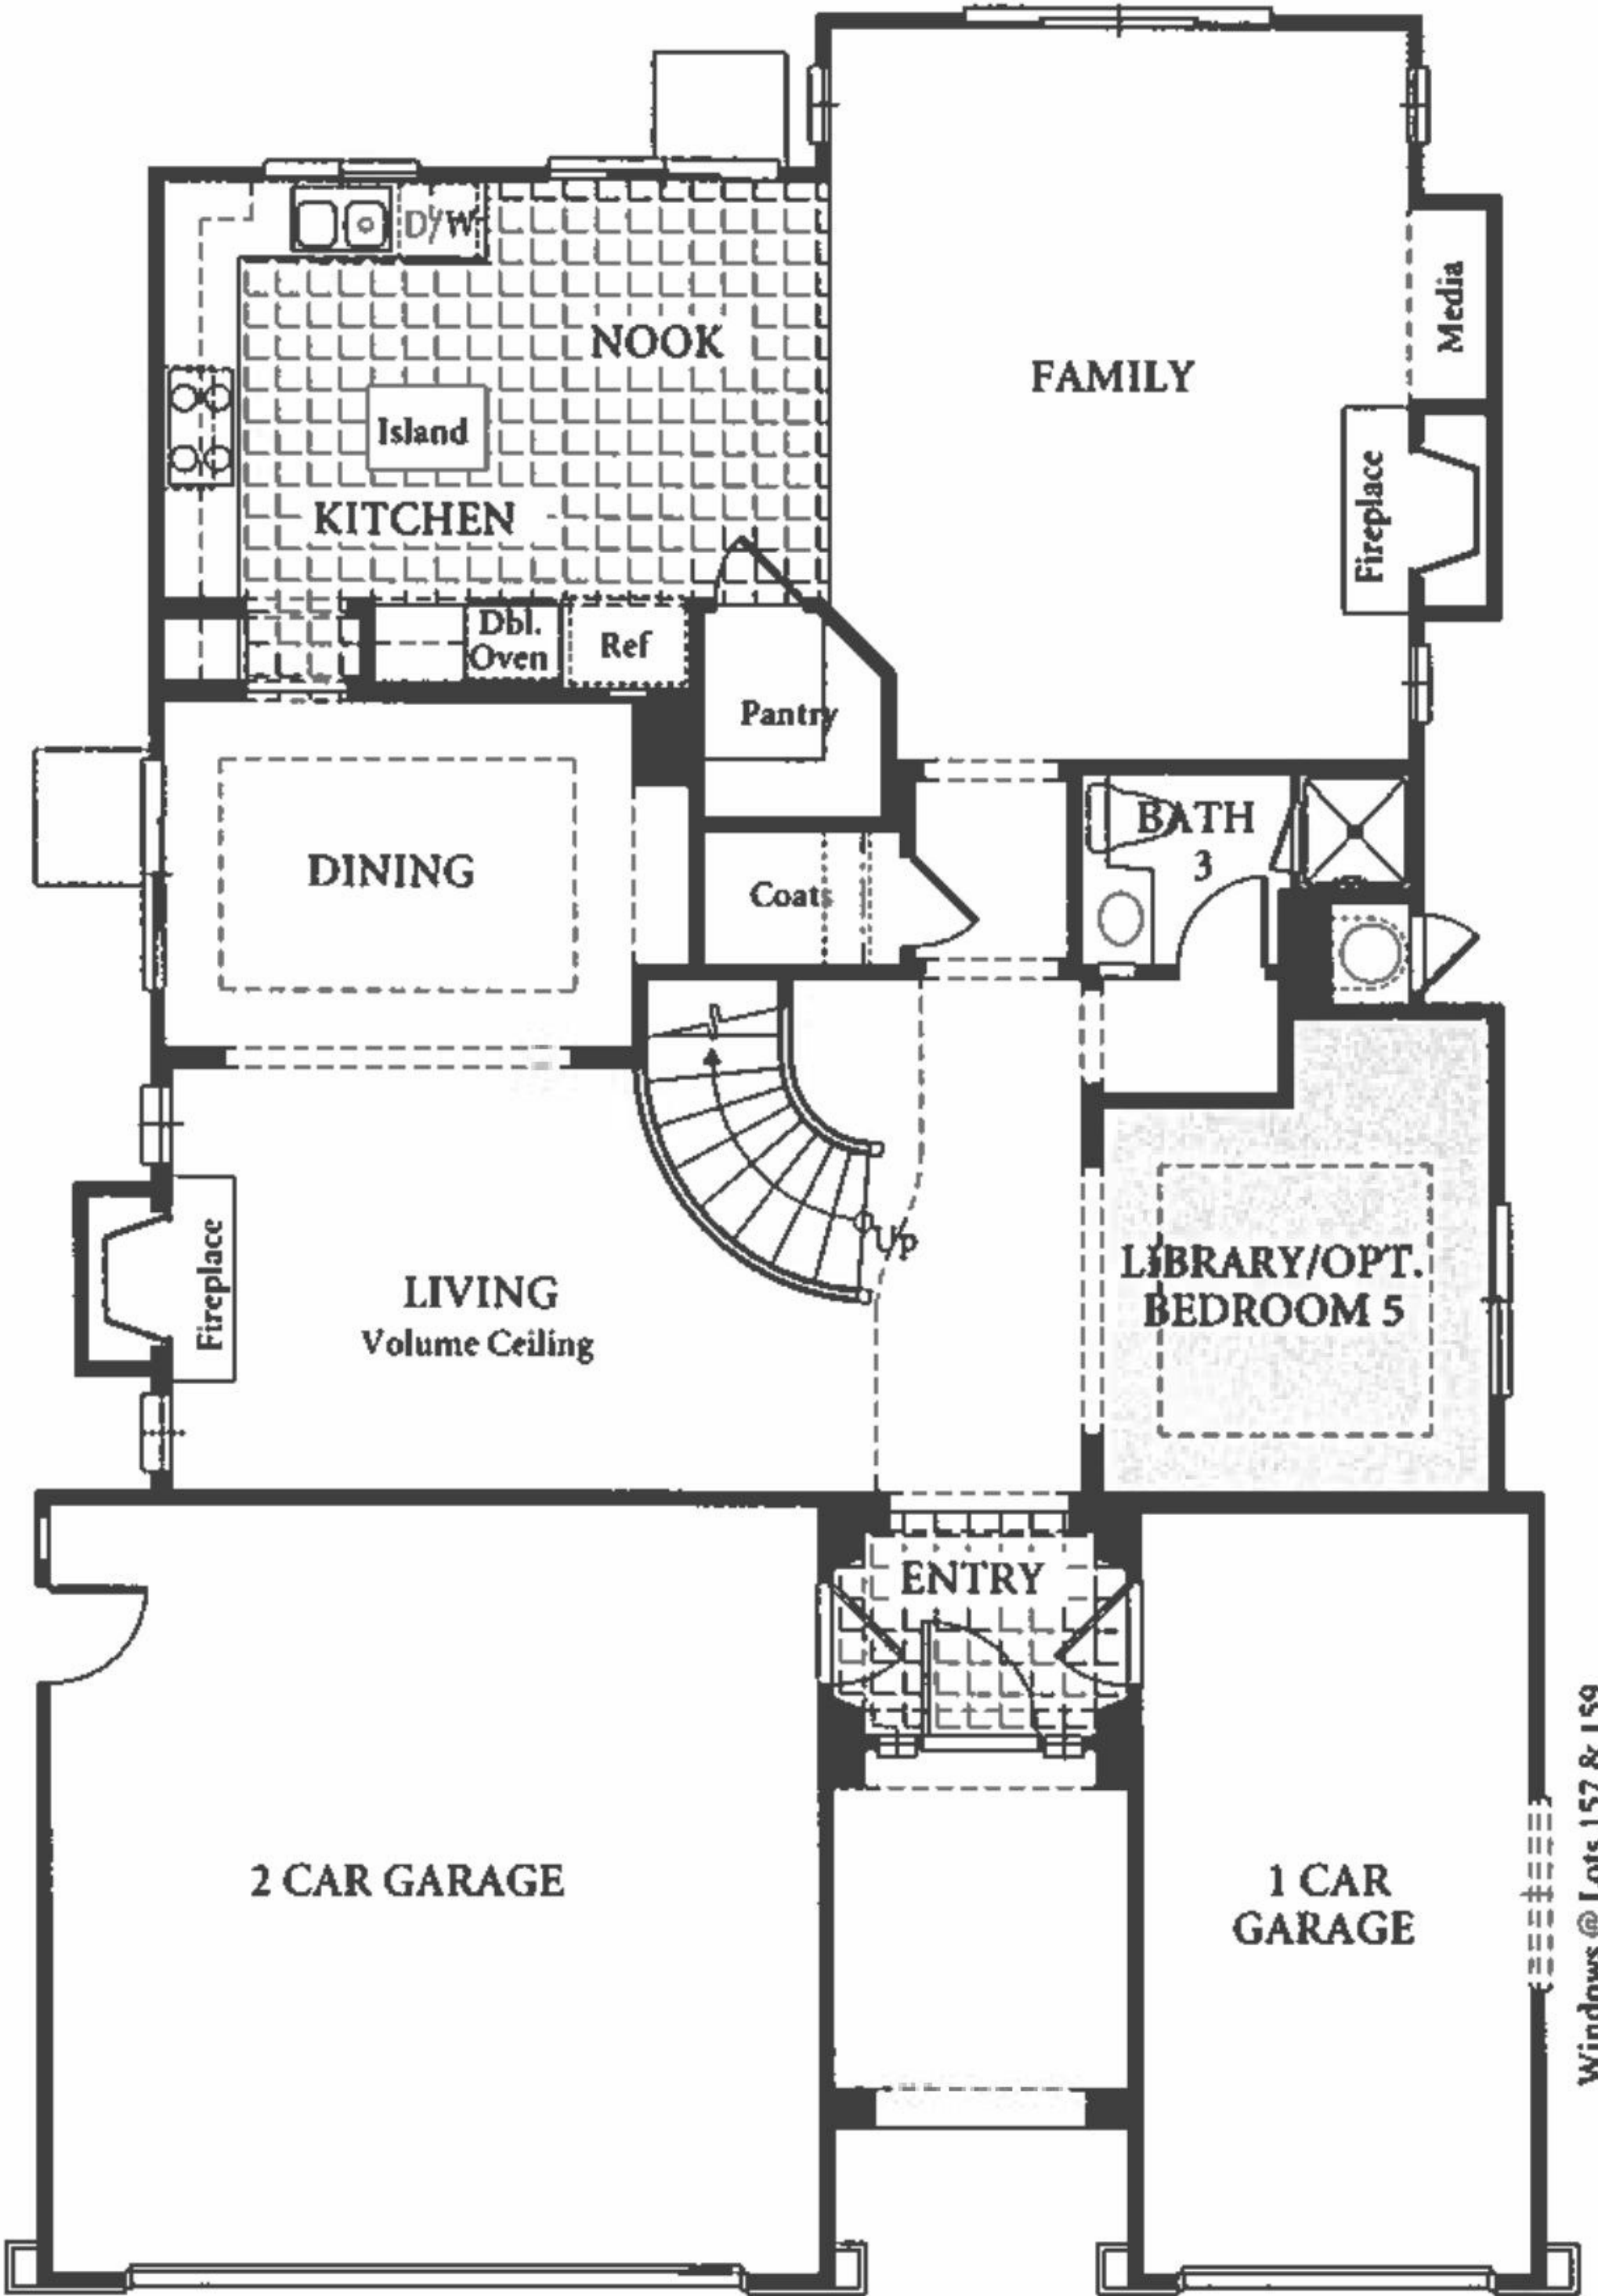 D/W
NOOK
FAMILY
Media
Island
Fireplace
KITCHEN
Dbl.
Oven
Ref
Pantry
BATH
3
DINING
Coats
Up
LIBRARY/OPT.
BEDROOM 5
Fireplace
LIVING
Volume Ceiling
ENTRY
2 CAR GARAGE
1 CAR
GARAGE
Windows @ Lots 157 & 159